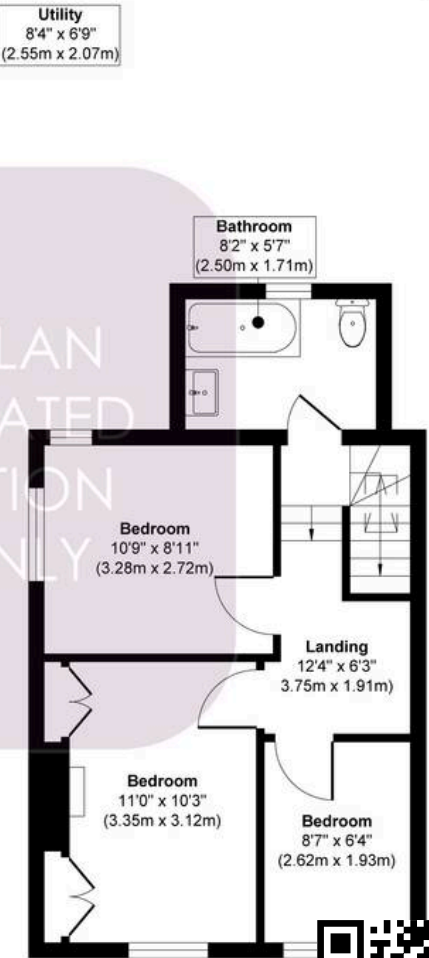 Utility
8'4" x 6'9"
(2.55m x 2.07m)
Bathroom
8'2" x 5'7"
(2.50m x 1.71m)
LAN
ATED
TION
NLY
Bedroom
10'9" x 8'11"
(3.28m x 2.72m)
Landing
12'4" x 6'3"
3.75m x 1.91m)
Bedroom
11'0" x 10'3"
(3.35m x 3.12m)
Bedroom
8'7" x 6'4"
(2.62m x 1.93m)